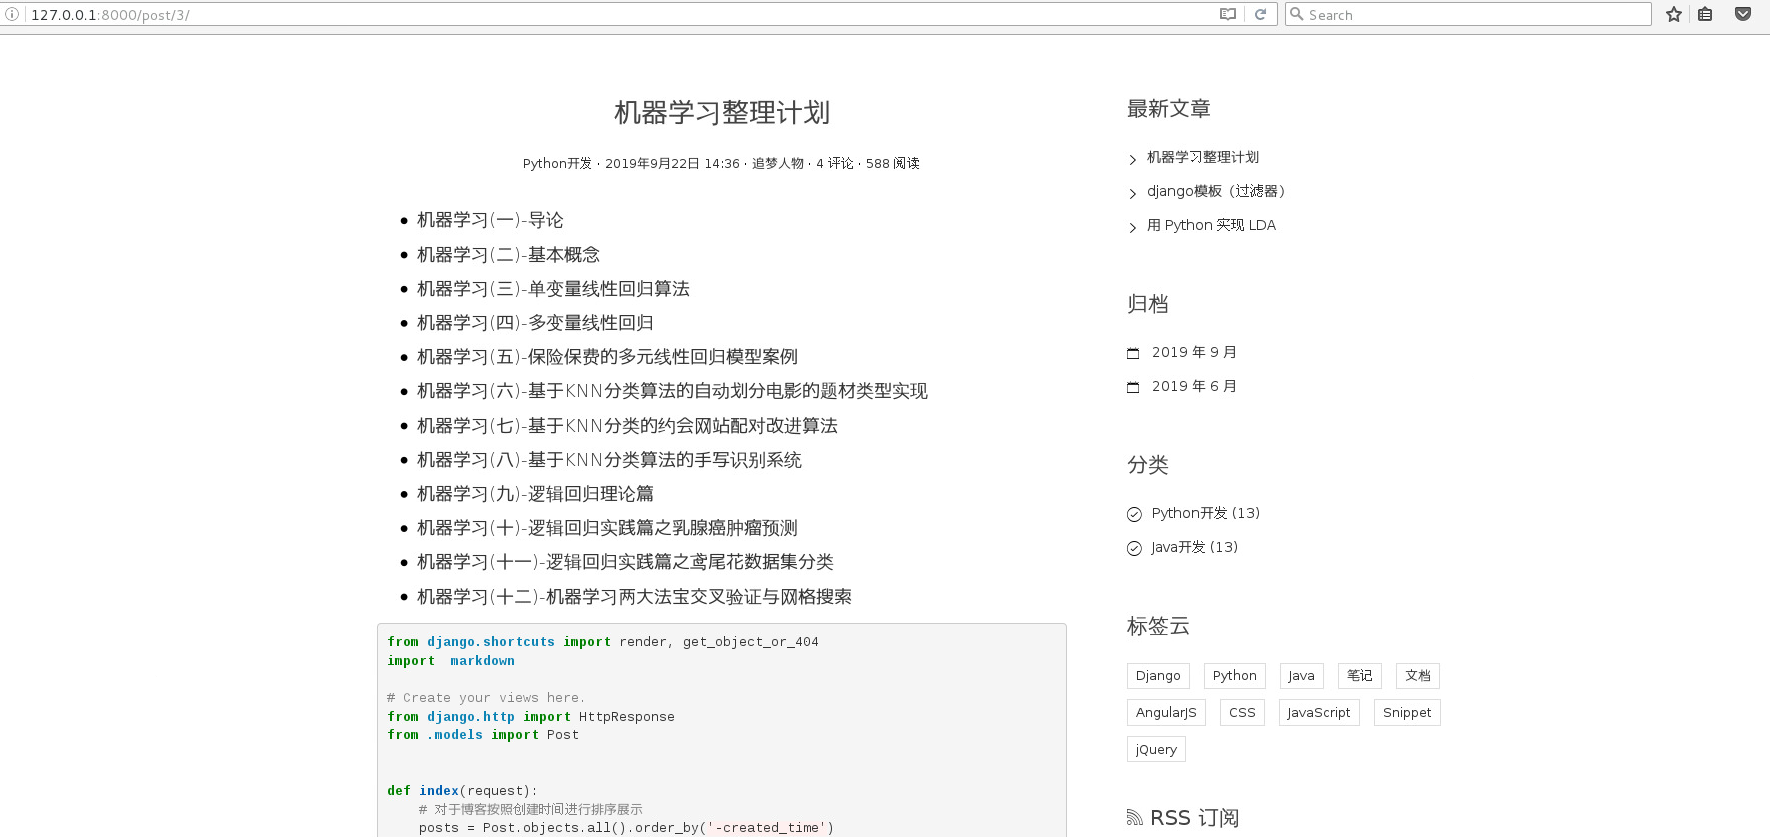 127.0.0.1:8000/post/3/
Search
机器学习整理计划
Python开发 · 2019年9月22日 14:36 · 追梦人物 · 4 评论 · 588 阅读
• 机器学习(一)-导论
• 机器学习(二)-基本概念
• 机器学习(三)-单变量线性回归算法
• 机器学习(四)-多变量线性回归
• 机器学习(五)-保险保费的多元线性回归模型案例
• 机器学习(六)-基于KNN分类算法的自动划分电影的题材类型实现
• 机器学习(七)-基于KNN分类的约会网站配对改进算法
• 机器学习(八)-基于KNN分类算法的手写识别系统
• 机器学习(九)-逻辑回归理论篇
• 机器学习(十)-逻辑回归实践篇之乳腺癌肿瘤预测
• 机器学习(十一)-逻辑回归实践篇之鸢尾花数据集分类
• 机器学习(十二)-机器学习两大法宝交叉验证与网格搜索
from django.shortcuts import render, get_object_or_404
import  markdown
# Create your views here.
from django.http import HttpResponse
from .models import Post
def index(request):
    # 对于博客按照创建时间进行排序展示
    posts = Post.objects.all().order_by('-created_time')
最新文章
机器学习整理计划
django模板（过滤器）
用 Python 实现 LDA
归档
2019 年 9 月
2019 年 6 月
分类
Python开发 (13)
Java开发 (13)
标签云
Django Python Java 笔记 文档
AngularJS CSS JavaScript Snippet
jQuery
RSS 订阅